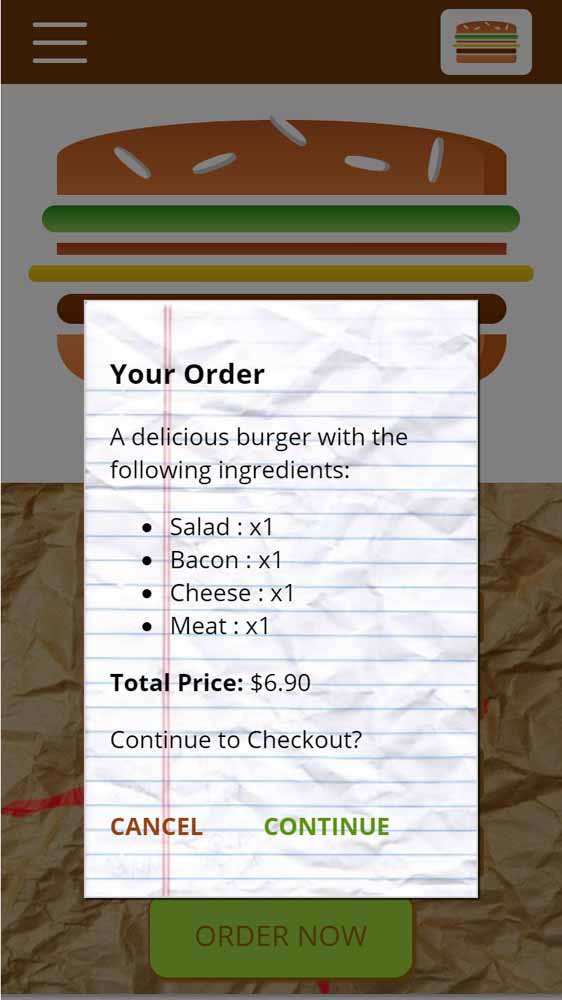 Your Order
A delicious burger with the
following ingredients:
Salad : x1
Bacon : x1
Cheese : x1
Meat : x1
Total Price: $6.90
Continue to Checkout?
CANCEL CONTINUE
ORDER NOW